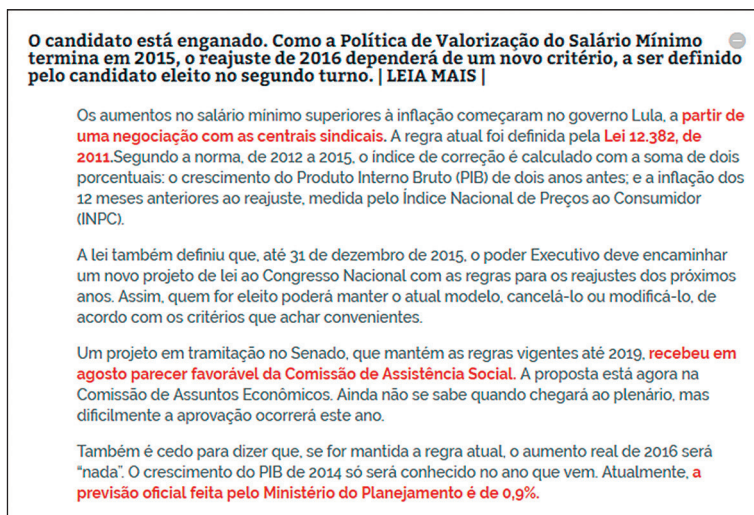 O candidato está enganado. Como a Política de Valorização do Salário Mínimo
termina em 2015, o reajuste de 2016 dependerá de um novo critério, a ser definido
pelo candidato eleito no segundo turno. | LEIA MAIS |
Os aumentos no salário mínimo superiores à inflação começaram no governo Lula, a partir de
uma negociação com as centrais sindicais. A regra atual foi definida pela Lei 12.382, de
2011.Segundo a norma, de 2012 a 2015, o índice de correção é calculado com a soma de dois
porcentuais: o crescimento do Produto Interno Bruto (PIB) de dois anos antes; e a inflação dos
12 meses anteriores ao reajuste, medida pelo Índice Nacional de Preços ao Consumidor
(INPC).
A lei também definiu que, até 31 de dezembro de 2015, o poder Executivo deve encaminhar
um novo projeto de lei ao Congresso Nacional com as regras para os reajustes dos próximos
anos. Assim, quem for eleito poderá manter o atual modelo, cancelá-lo ou modificá-lo, de
acordo com os critérios que achar convenientes.
Um projeto em tramitação no Senado, que mantém as regras vigentes até 2019, recebeu em
agosto parecer favorável da Comissão de Assistência Social. A proposta está agora na
Comissão de Assuntos Econômicos. Ainda não se sabe quando chegará ao plenário, mas
dificilmente a aprovação ocorrerá este ano.
Também é cedo para dizer que, se for mantida a regra atual, o aumento real de 2016 será
“nada”. O crescimento do PIB de 2014 só será conhecido no ano que vem. Atualmente, a
previsão oficial feita pelo Ministério do Planejamento é de 0,9%.